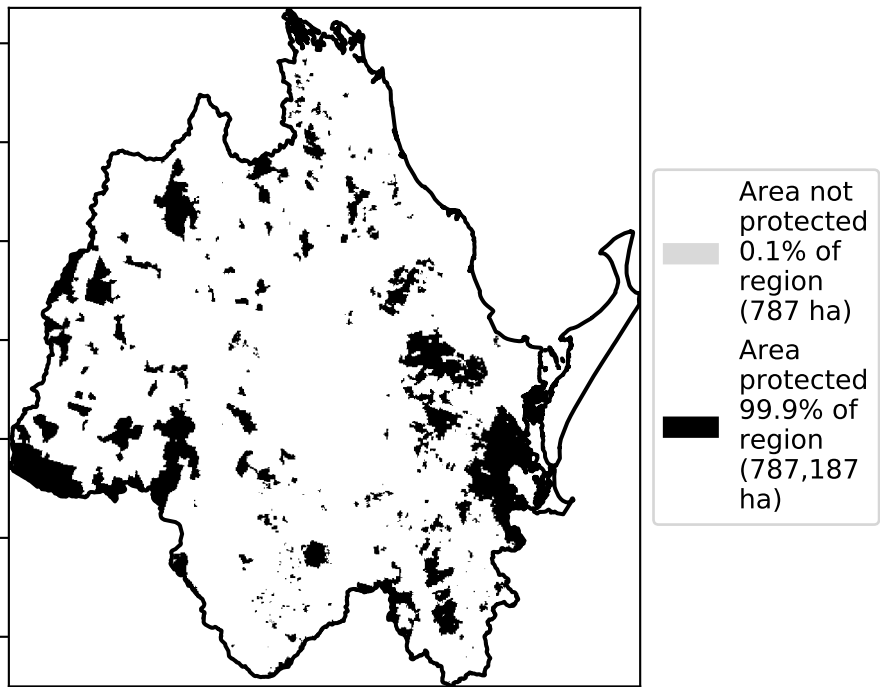 Area not
protected
0.1% of
region
(787 ha)
Area
protected
99.9% of
region
(787,187
ha)